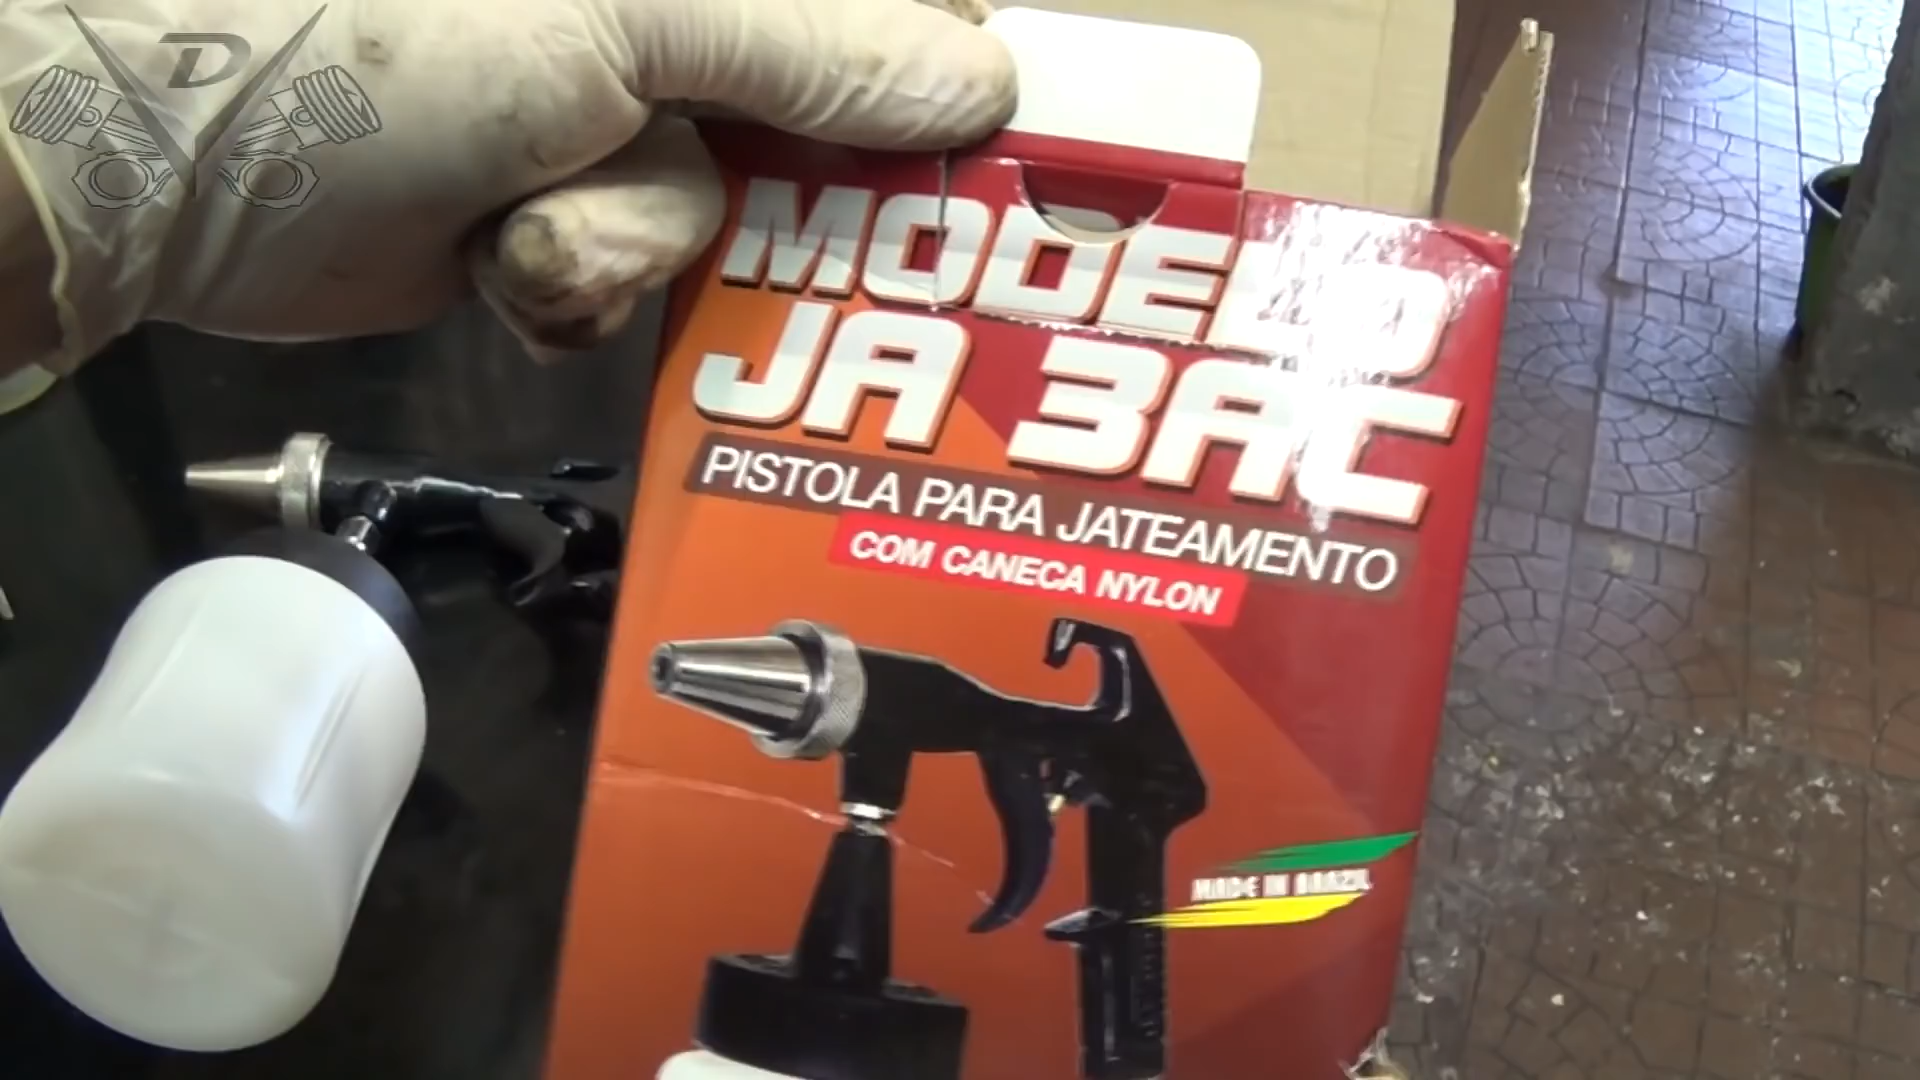 D
MODELO
JA 3AC
PISTOLA PARA JATEAMENTO
COM CANECA NYLON
MADE IN BRAZIL